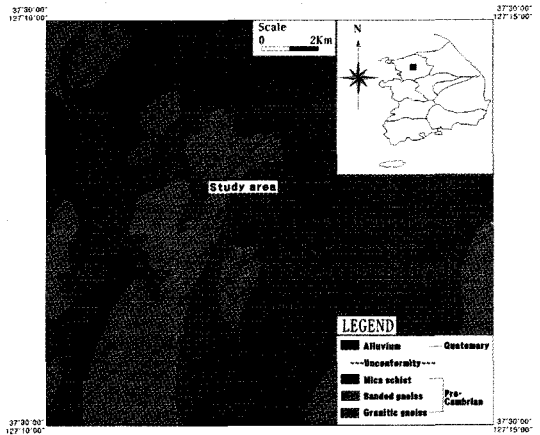 37°30'00"
127°10'00"
37°30'00"
127°15'00"
Scale
0 2Km
N
Study area
LEGEND
Alluvium Quaternary
---Unconformity---
Mica schist
Banded gneiss
Granitic gneiss
Pre-
Cambrian
37°30'00"
127°10'00"
37°30'00"
127°15'00"